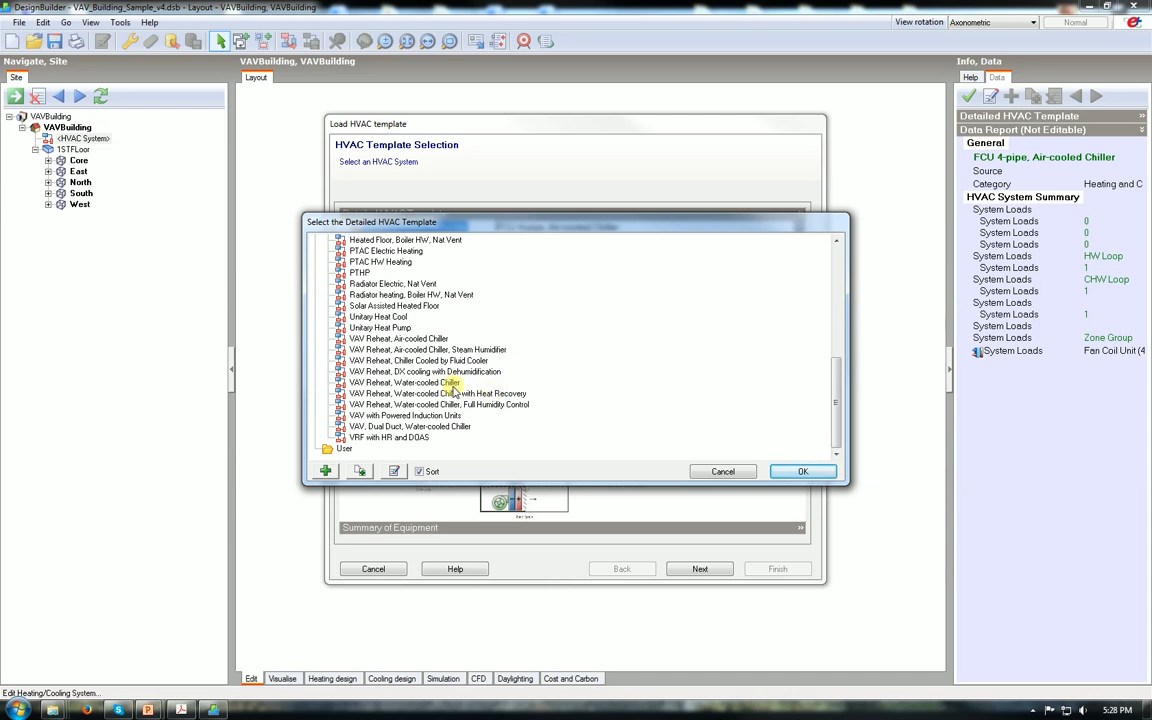 DesignBuilder - VAV_Building_Sample_v4.dsb - Layout - VAVBuilding, VAVBuilding
File Edit Go View Tools Help
View rotation Axonometric Normal
Navigate, Site
VAVBuilding, VAVBuilding
Info, Data
Site
Layout
Help Data
VAVBuilding
VAVBuilding
<HVAC System>
1STFLoor
Core
East
North
South
West
Load HVAC template
HVAC Template Selection
Select an HVAC System
Select the Detailed HVAC Template
Heated Floor, Boiler HW, Nat Vent
PTAC Electric Heating
PTAC HW Heating
PTHP
Radiator Electric, Nat Vent
Radiator heating, Boiler HW, Nat Vent
Solar Assisted Heated Floor
Unitary Heat Cool
Unitary Heat Pump
VAV Reheat, Air-cooled Chiller
VAV Reheat, Air-cooled Chiller, Steam Humidifier
VAV Reheat, Chiller Cooled by Fluid Cooler
VAV Reheat, DX cooling with Dehumidification
VAV Reheat, Water-cooled Chiller
VAV Reheat, Water-cooled Chiller with Heat Recovery
VAV Reheat, Water-cooled Chiller, Full Humidity Control
VAV with Powered Induction Units
VAV, Dual Duct, Water-cooled Chiller
VRF with HR and DOAS
User
Sort
Cancel OK
Summary of Equipment
Cancel Help Back Next Finish
Detailed HVAC Template
Data Report (Not Editable)
General
FCU 4-pipe, Air-cooled Chiller
Source
Category Heating and C
HVAC System Summary
System Loads
System Loads 0
System Loads 0
System Loads 0
System Loads HW Loop
System Loads 1
System Loads CHW Loop
System Loads 1
System Loads
System Loads 1
System Loads
System Loads Zone Group
System Loads Fan Coil Unit (4
Edit Visualise Heating design Cooling design Simulation CFD Daylighting Cost and Carbon
Edit Heating/Cooling System...
5:28 PM